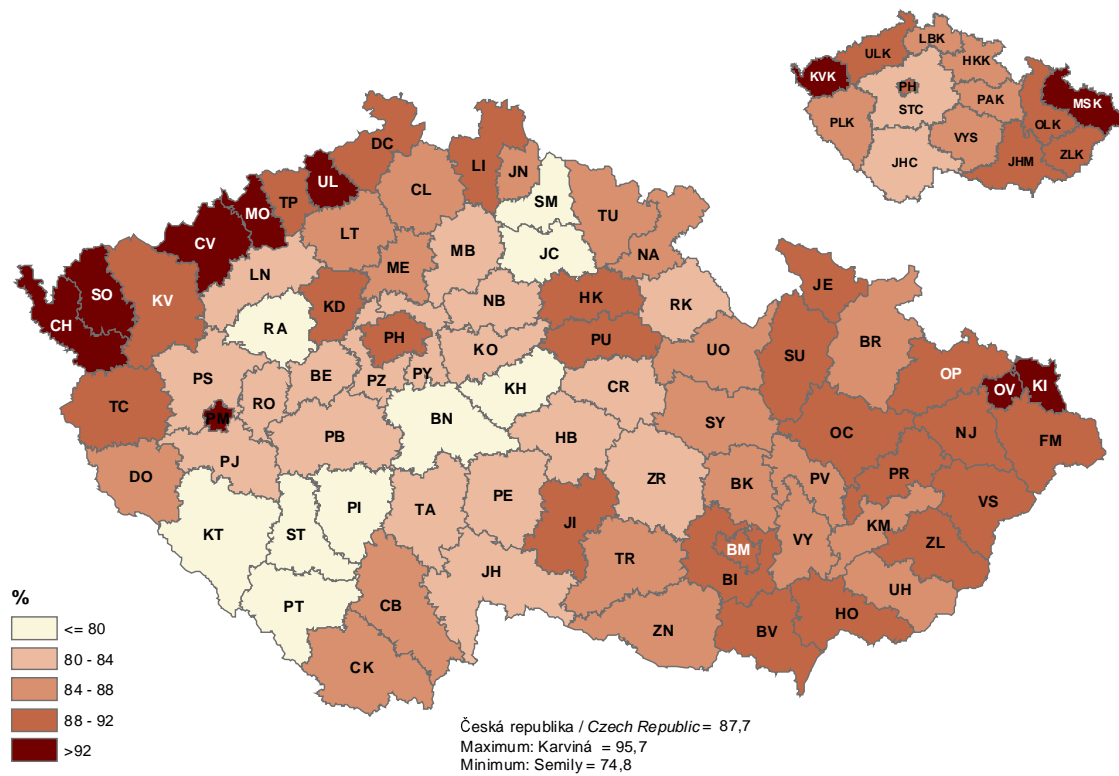 LBK
ULK
HKK
KVK
PH
MSK
STC
PAK
PLK
OLK
VYS
JHC
JHM
ZLK
DC
LI
JN
UL
CL
SM
TP
MO
TU
LT
CV
JC
NA
MB
LN
ME
SO
KV
NB
HK
JE
RK
KD
RA
CH
PH
PU
KO
UO
SU
BR
OP
PS
BE
PZ
PY
KH
CR
OV
KI
TC
RO
PM
BN
SY
PB
HB
OC
NJ
FM
PJ
DO
ZR
BK
PV
PR
PE
VS
PI
TA
KT
ST
JI
KM
BM
VY
ZL
TR
BI
JH
UH
PT
CB
HO
ZN
BV
CK
%
<= 80
80 - 84
84 - 88
88 - 92
>92
Česká republika / Czech Republic = 87,7
Maximum: Karviná = 95,7
Minimum: Semily = 74,8